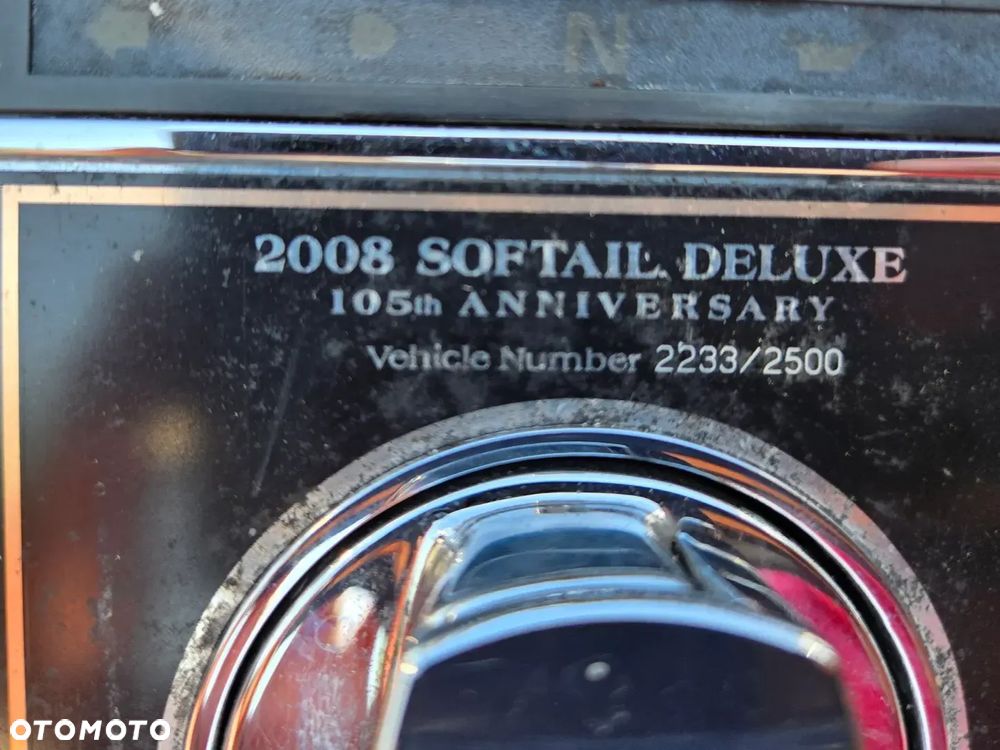 N
2008 SOFTAIL DELUXE
105th ANNIVERSARY
Vehicle Number 2233/2500
OTOMOTO